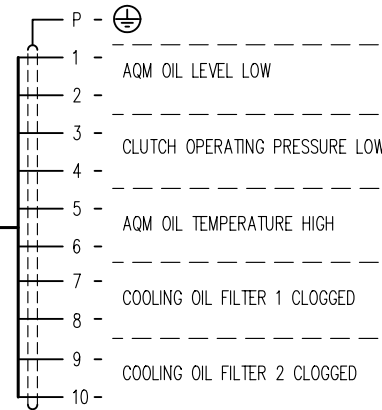 P -
1 -
AQM OIL LEVEL LOW
2 -
3 -
CLUTCH OPERATING PRESSURE LOW
4 -
5 -
AQM OIL TEMPERATURE HIGH
6 -
7 -
COOLING OIL FILTER 1 CLOGGED
8 -
9 -
COOLING OIL FILTER 2 CLOGGED
10 -